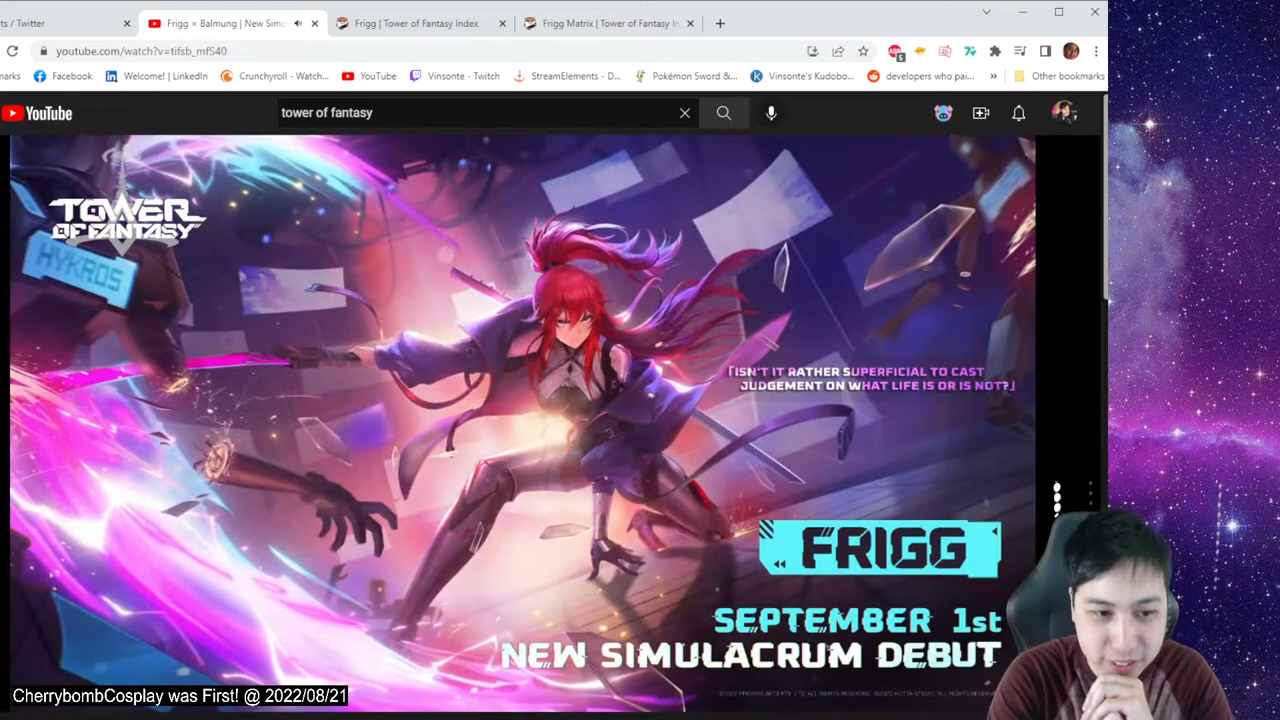 ts / Twitter
Frigg × Balmung | New Simu
Frigg | Tower of Fantasy Index
Frigg Matrix | Tower of Fantasy In
youtube.com/watch?v=tifsb_mfS40
5
marks
Facebook
Welcome! | LinkedIn
Crunchyroll - Watch...
YouTube
Vinsonte - Twitch
StreamElements - D...
Pokémon Sword &...
Vinsonte's Kudobo...
developers who pai...
»
Other bookmarks
YouTube
tower of fantasy
TOWER
OF FANTASY
HYKROS
「ISN'T IT RATHER SUPERFICIAL TO CAST
JUDGEMENT ON WHAT LIFE IS OR IS NOT?」
FRIGG
SEPTEMBER 1st
NEW SIMULACRUM DEBUT
CherrybombCosplay was First! @ 2022/08/21